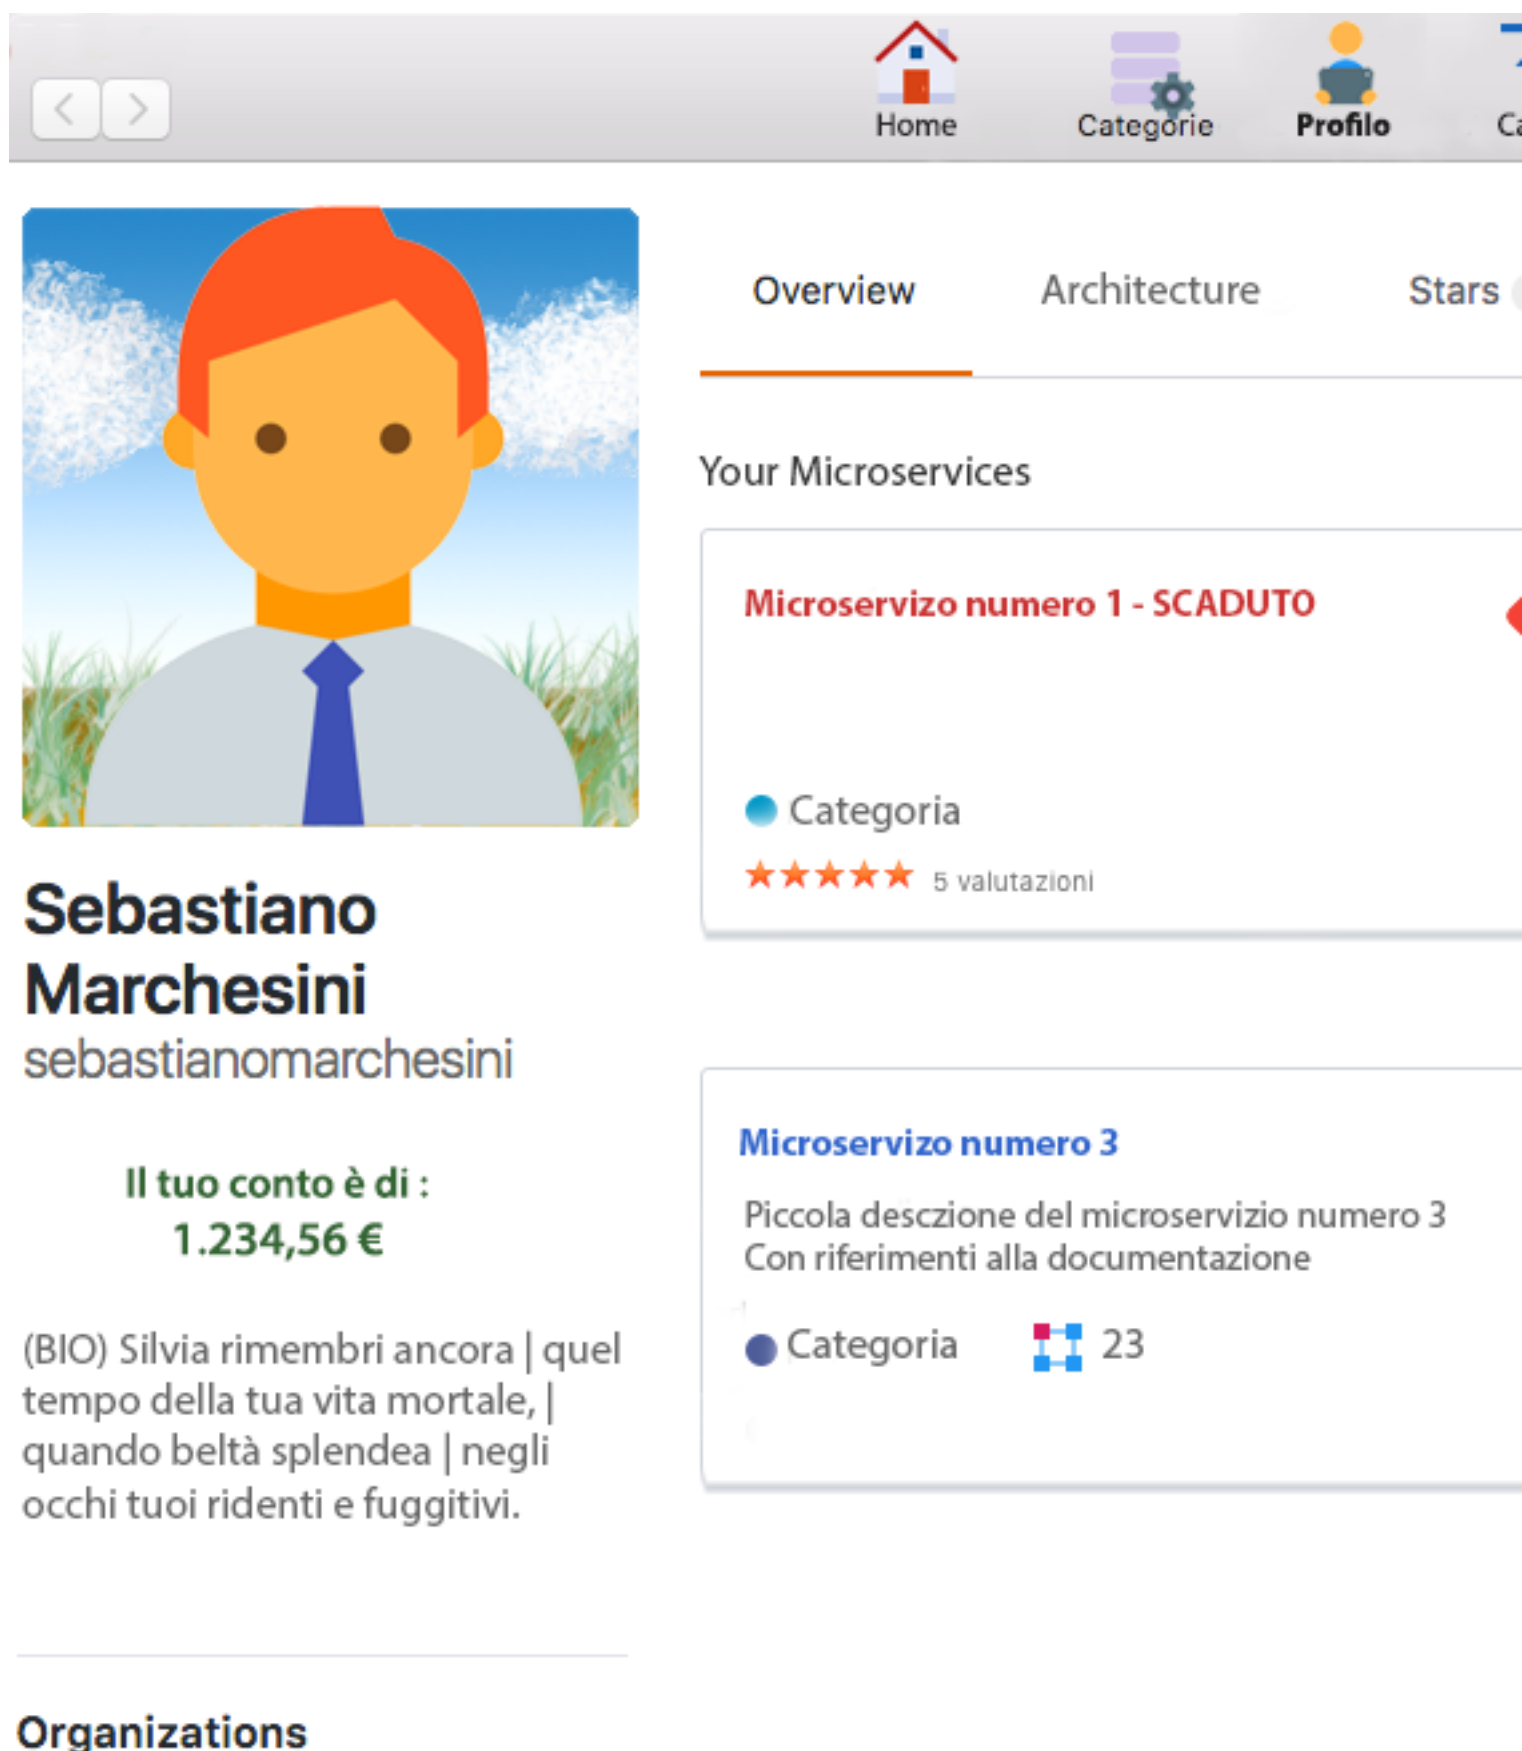 Home
Categorie
Profilo
Overview
Architecture
Stars
Your Microservices
Microservizo numero 1 - SCADUTO
Categoria
5 valutazioni
Sebastiano
Marchesini
sebastianomarchesini
Il tuo conto è di :
1.234,56 €
(BIO) Silvia rimembri ancora | quel
tempo della tua vita mortale, |
quando beltà splendea | negli
occhi tuoi ridenti e fuggitivi.
Organizations
Microservizo numero 3
Piccola desczione del microservizio numero 3
Con riferimenti alla documentazione
Categoria
23